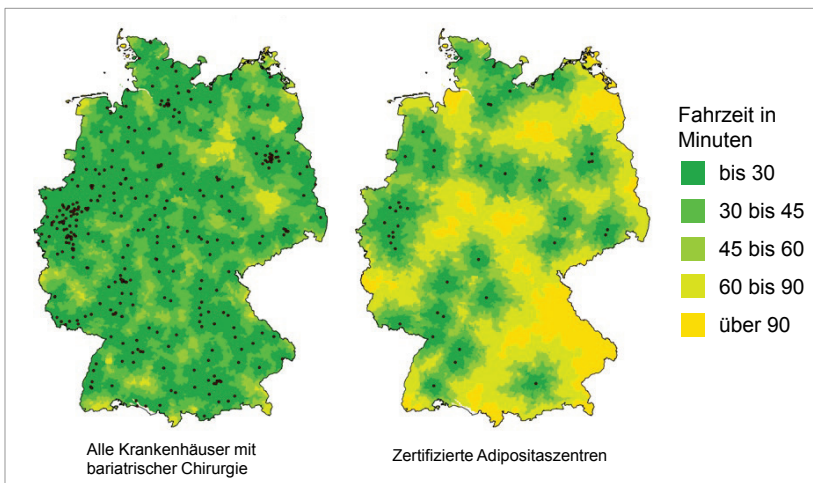 Fahrzeit in
Minuten
bis 30
30 bis 45
45 bis 60
60 bis 90
über 90
Alle Krankenhäuser mit
bariatrischer Chirurgie
Zertifizierte Adipositaszentren